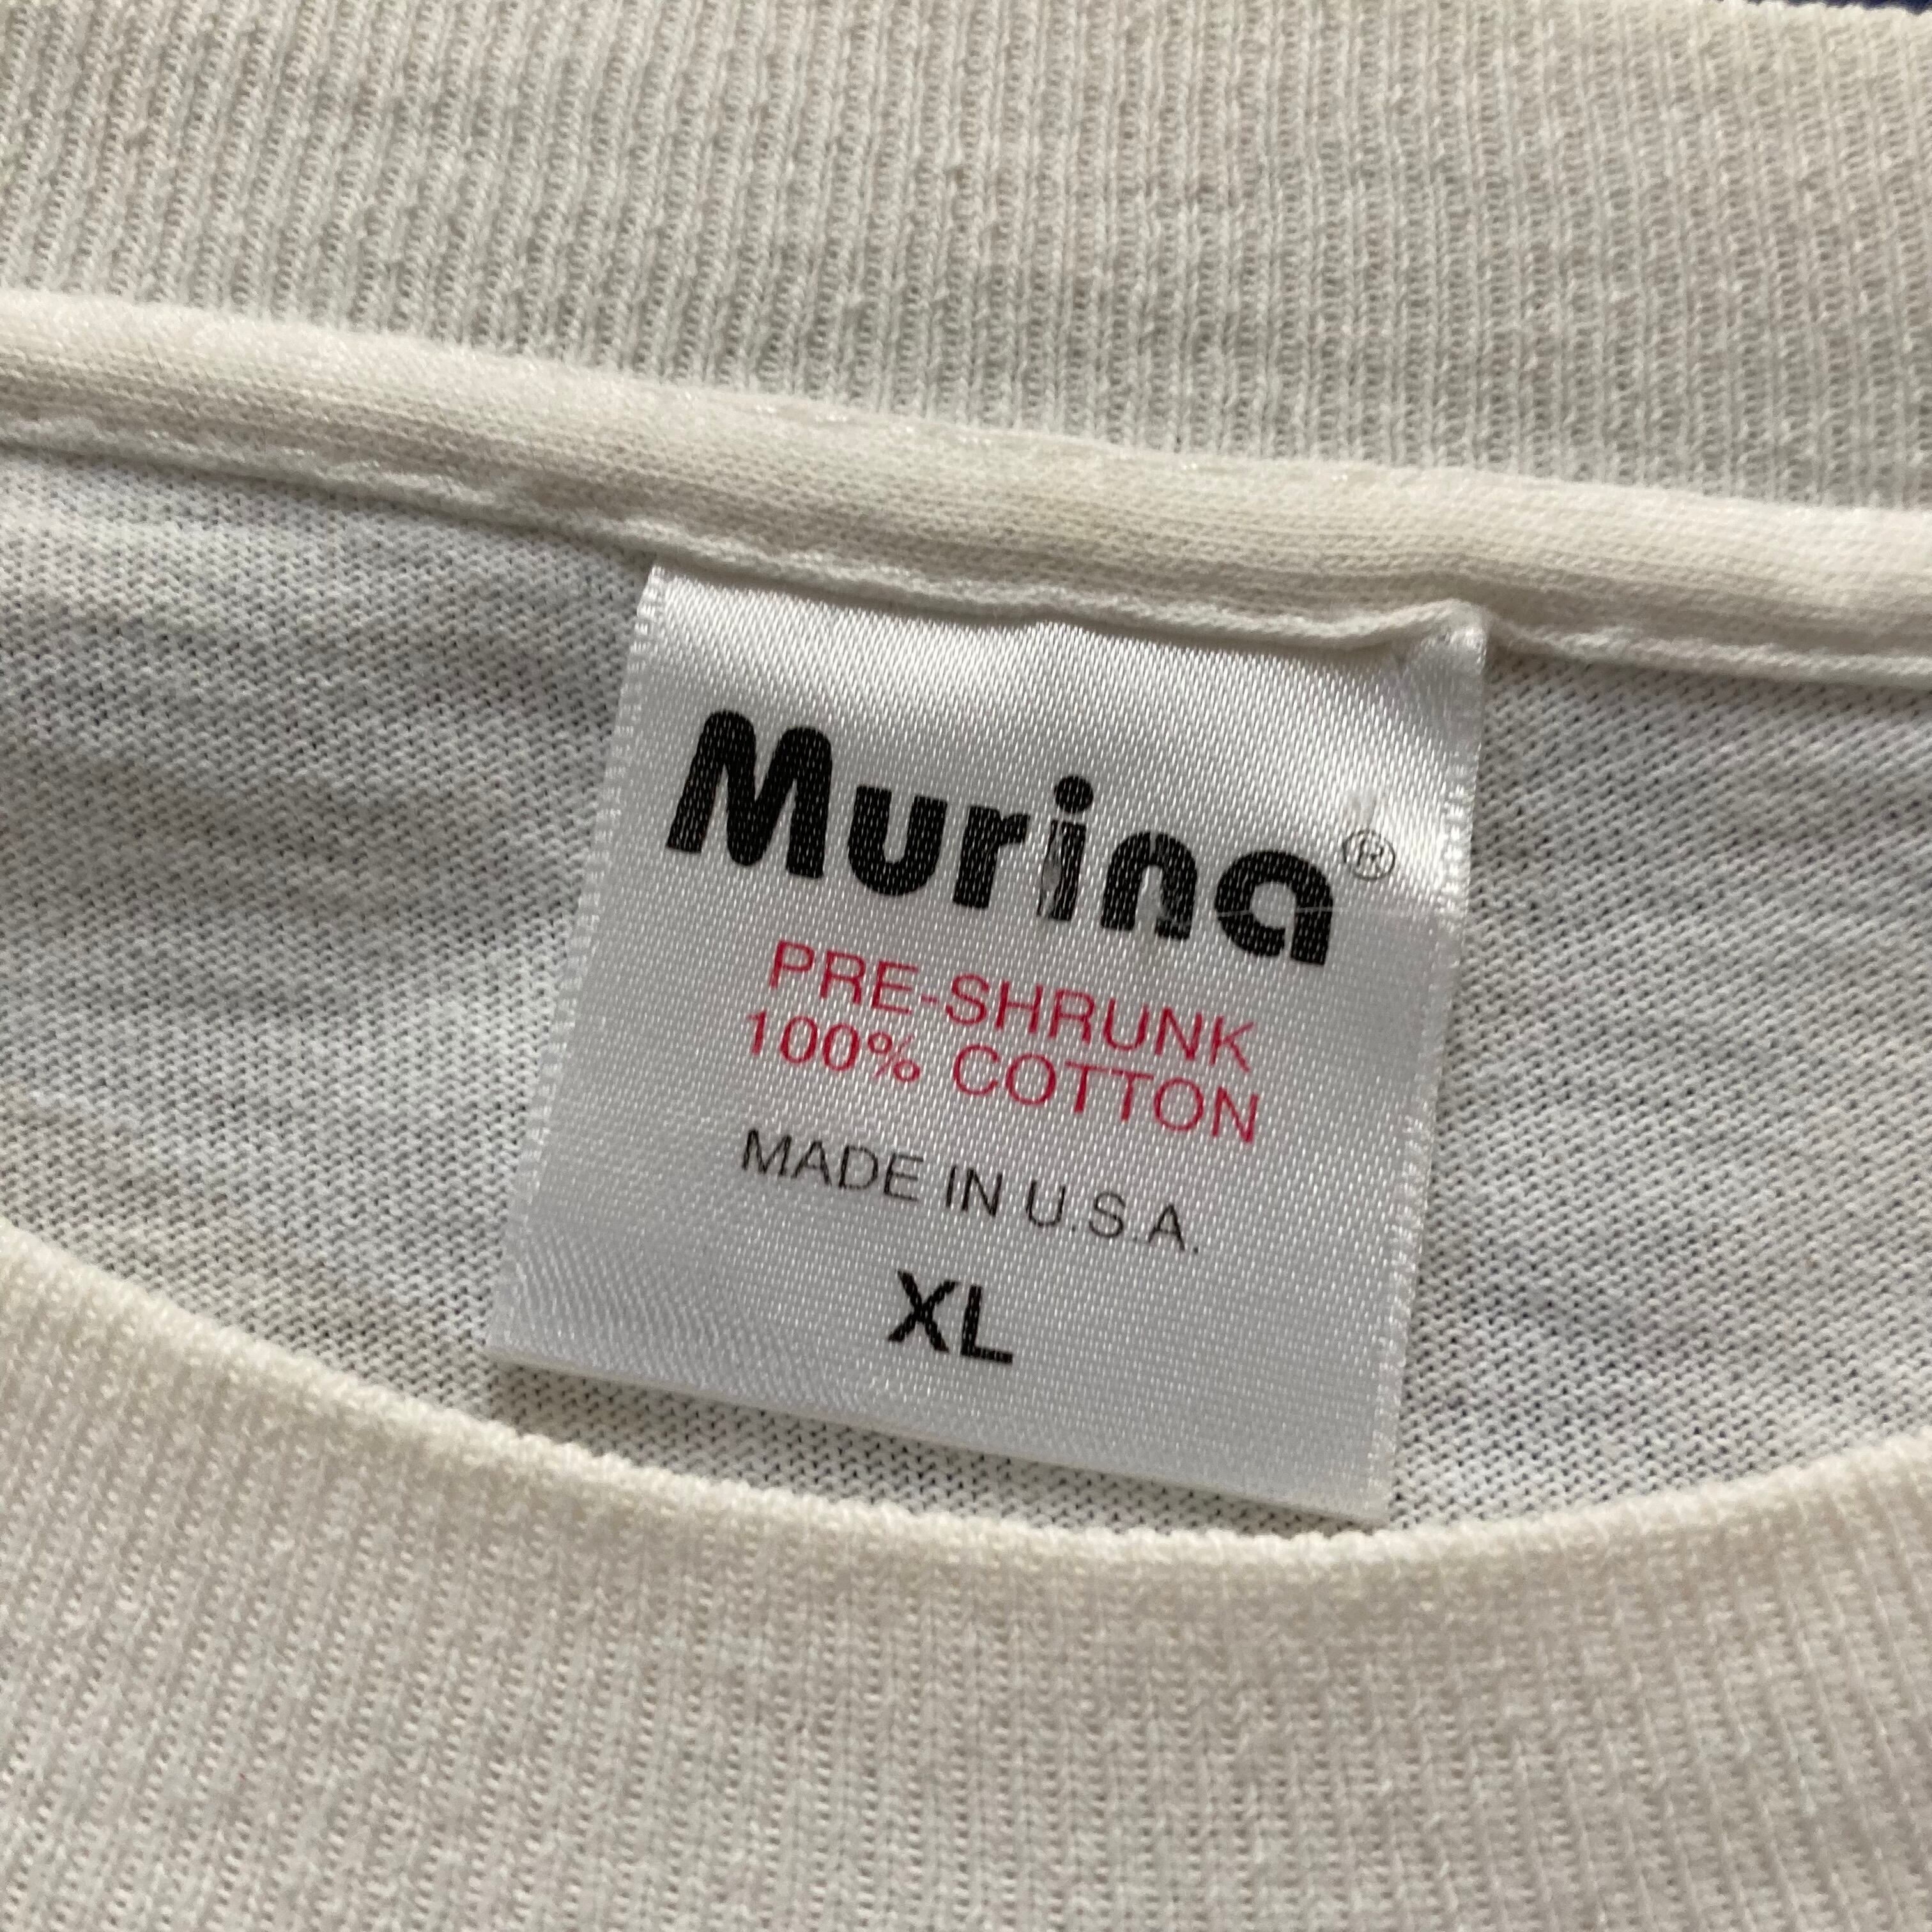 Murina®
PRE-SHRUNK
100% COTTON
MADE IN U.S.A.
XL